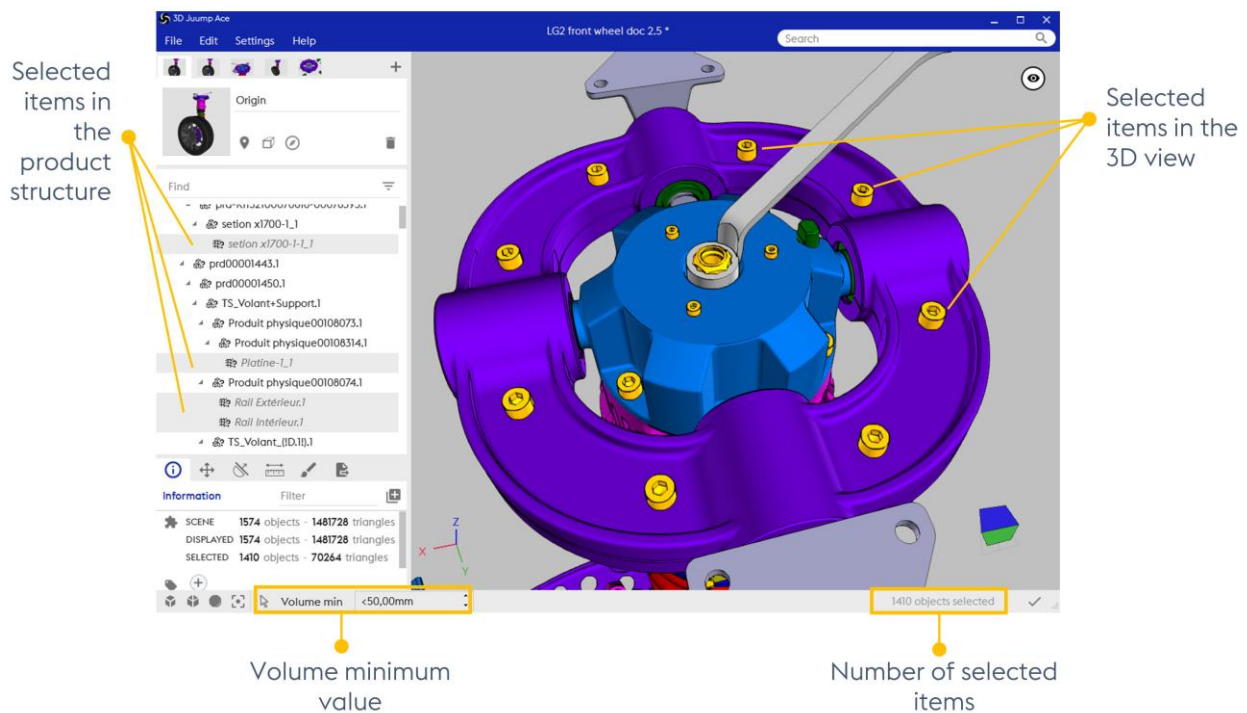 3D Juump Ace
LG2 front wheel doc 2.5 *
File Edit Settings Help
Search
Selected
items in
the
product
structure
Origin
Find
setion x1700-1_1
setion x1700-1-1_1
prd00001443.1
prd00001450.1
TS_Volant+Support.1
Produit physique00108073.1
Produit physique00108314.1
Platine-1_1
Produit physique00108074.1
Rail Extérieur.1
Rail Intérieur.1
TS_Volant_(!D.1!).1
Information Filter
SCENE 1574 objects - 1481728 triangles
DISPLAYED 1574 objects - 1481728 triangles
SELECTED 1410 objects - 70264 triangles
Volume min <50,00mm
Z
X
Y
1410 objects selected
Selected
items in the
3D view
Volume minimum
value
Number of selected
items